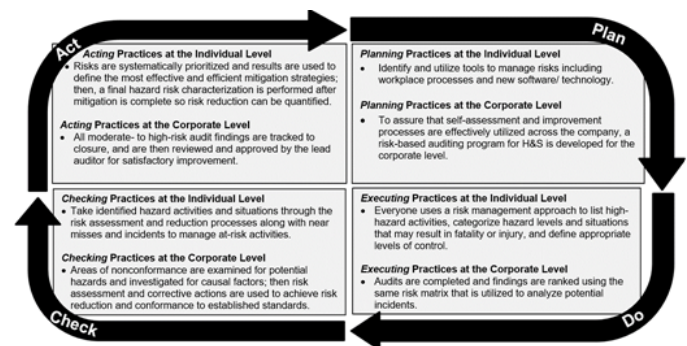 Act
Plan
Acting Practices at the Individual Level
• Risks are systematically prioritized and results are used to
define the most effective and efficient mitigation strategies;
then, a final hazard risk characterization is performed after
mitigation is complete so risk reduction can be quantified.
Acting Practices at the Corporate Level
• All moderate- to high-risk audit findings are tracked to
closure, and are then reviewed and approved by the lead
auditor for satisfactory improvement.
Planning Practices at the Individual Level
• Identify and utilize tools to manage risks including
workplace processes and new software/ technology.
Planning Practices at the Corporate Level
• To assure that self-assessment and improvement
processes are effectively utilized across the company, a
risk-based auditing program for H&S is developed for the
corporate level.
Checking Practices at the Individual Level
• Take identified hazard activities and situations through the
risk assessment and reduction processes along with near
misses and incidents to manage at-risk activities.
Checking Practices at the Corporate Level
• Areas of nonconformance are examined for potential
hazards and investigated for causal factors; then risk
assessment and corrective actions are used to achieve risk
reduction and conformance to established standards.
Executing Practices at the Individual Level
• Everyone uses a risk management approach to list high-
hazard activities, categorize hazard levels and situations
that may result in fatality or injury, and define appropriate
levels of control.
Executing Practices at the Corporate Level
• Audits are completed and findings are ranked using the
same risk matrix that is utilized to analyze potential
incidents.
Check
Do